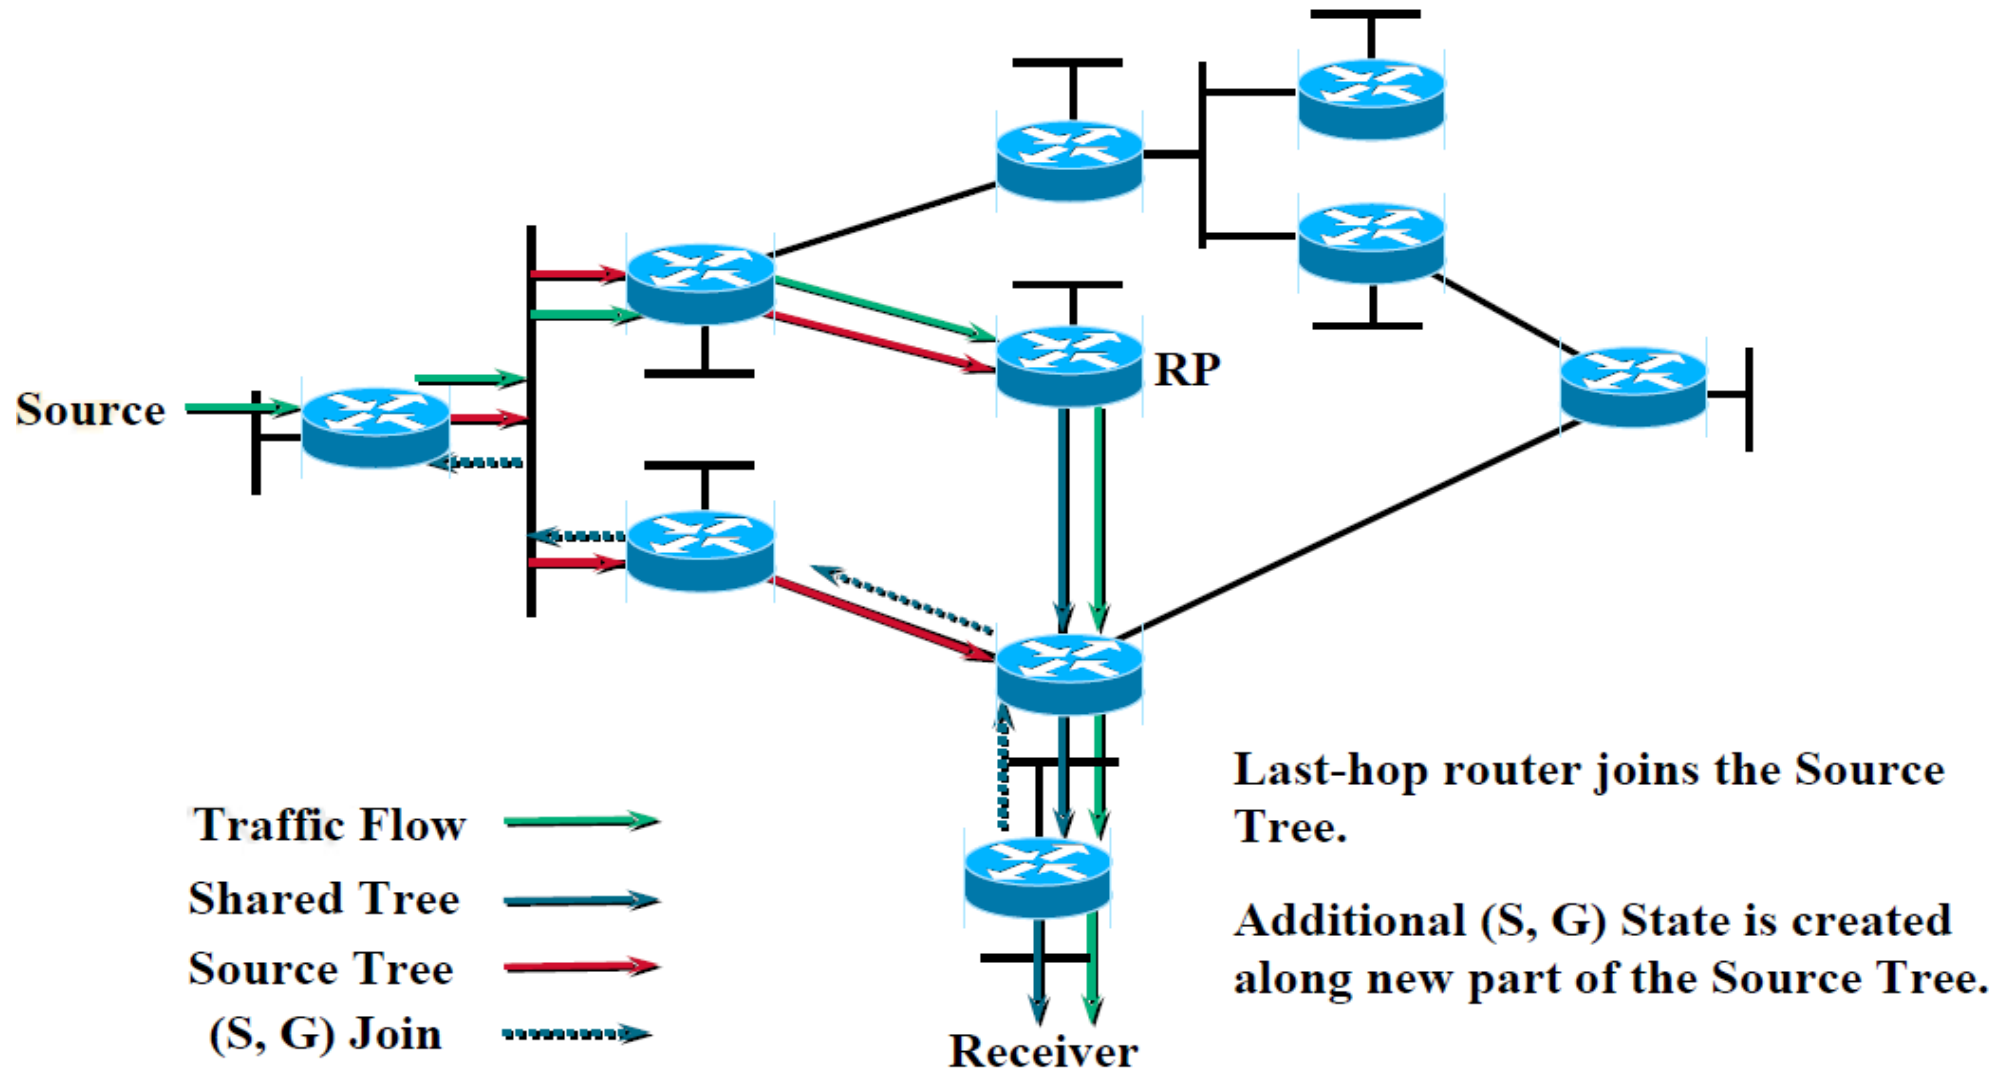 RP
Source
Last-hop router joins the Source
Tree.
Additional (S, G) State is created
along new part of the Source Tree.
Traffic Flow
Shared Tree
Source Tree
(S, G) Join
Receiver